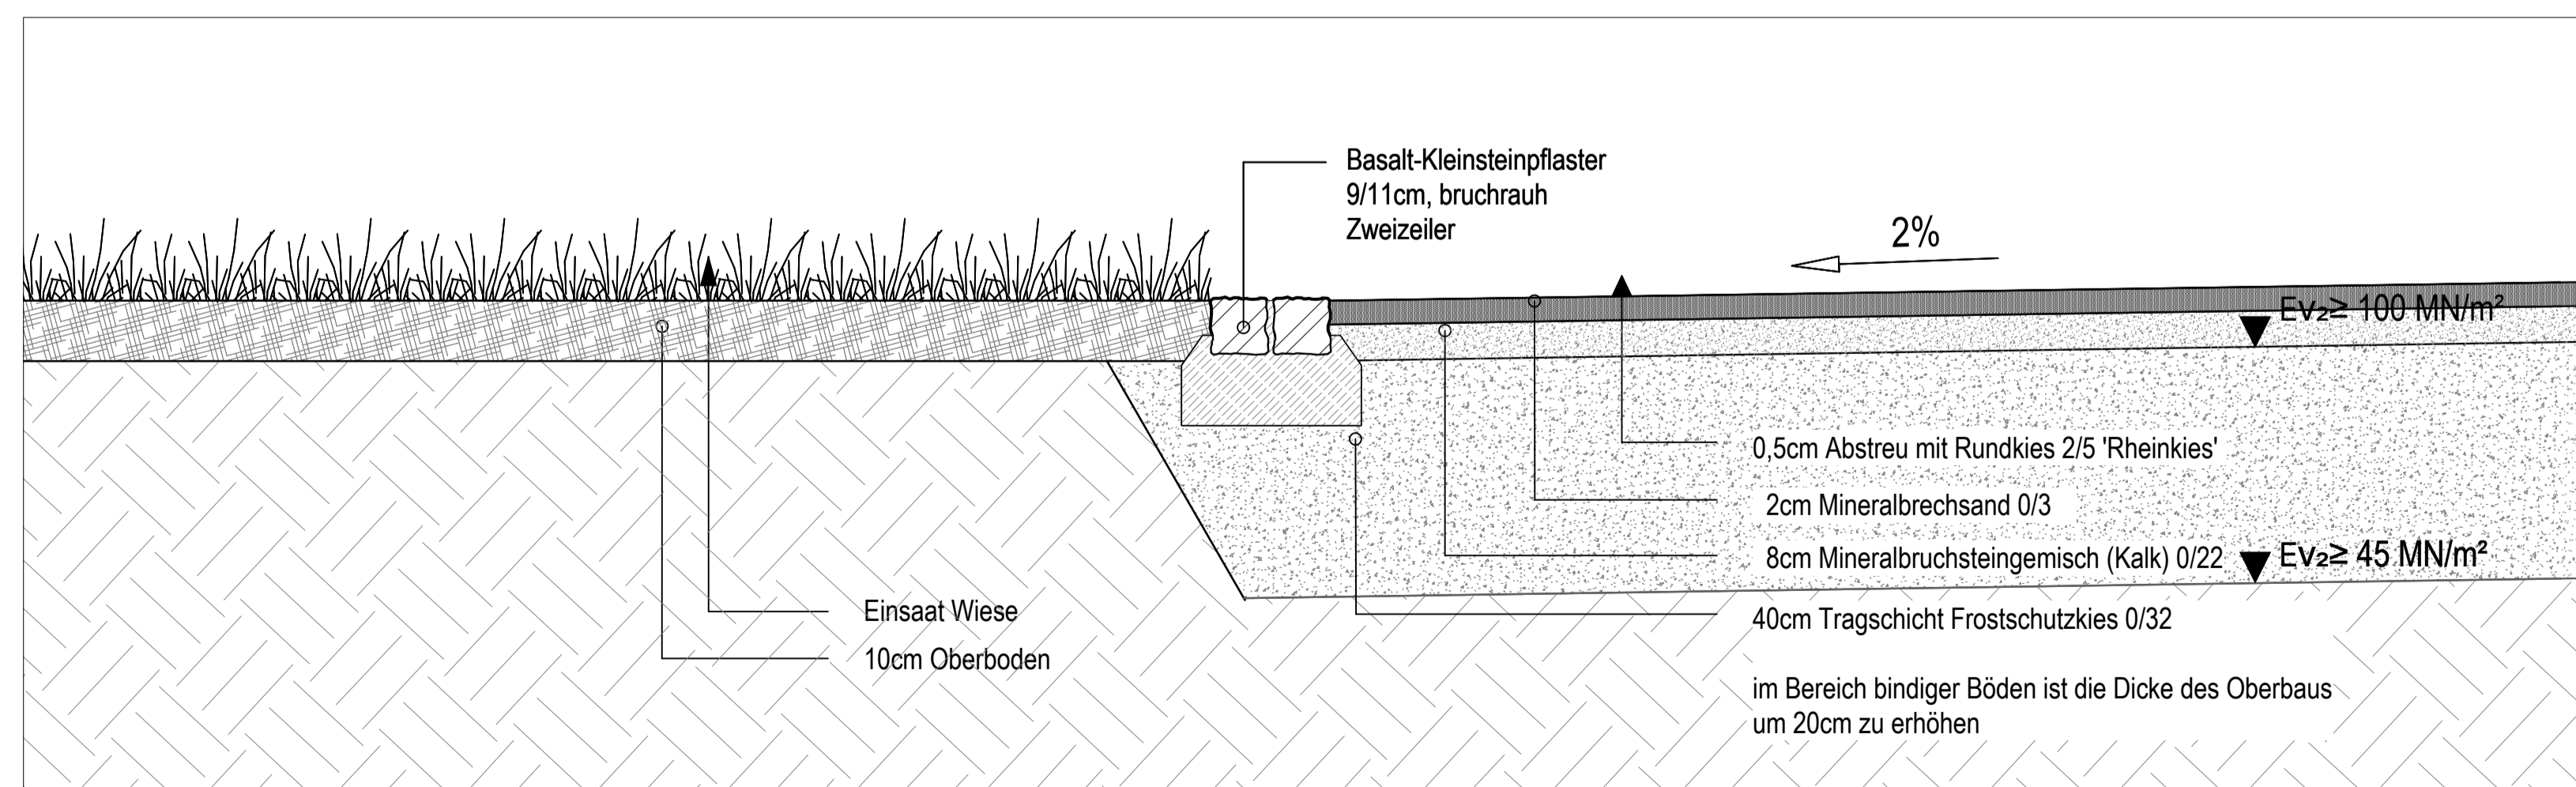 Basalt-Kleinsteinpflaster
9/11cm, bruchrauh
Zweizeiler
2%
Ev₂≥ 100 MN/m²
0,5cm Abstreu mit Rundkies 2/5 'Rheinkies'
2cm Mineralbrechsand 0/3
8cm Mineralbruchsteingemisch (Kalk) 0/22
Ev₂≥ 45 MN/m²
40cm Tragschicht Frostschutzkies 0/32
im Bereich bindiger Böden ist die Dicke des Oberbaus
um 20cm zu erhöhen
Einsaat Wiese
10cm Oberboden